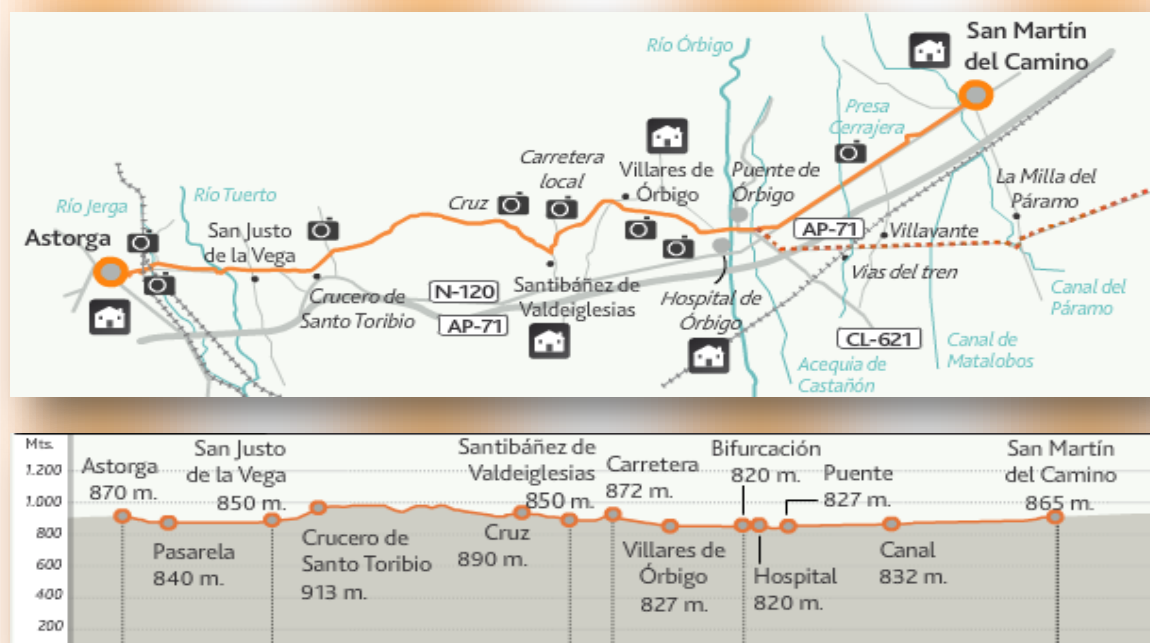 San Martín
del Camino
Río Órbigo
Presa
Cerrajera
Carretera
local
Villares de
Órbigo
Puente de
Órbigo
La Milla del
Páramo
Río Jerga
Río Tuerto
Cruz
Astorga
San Justo
de la Vega
AP-71
Villavante
Vias del tren
Crucero de
Santo Toribio
N-120
AP-71
Santibáñez de
Valdeiglesias
Hospital de
Órbigo
Canal del
Páramo
CL-621
Canal de
Matalobos
Acequia de
Castañón
Mts.
1.200
1.000
800
600
400
200
Astorga
870 m.
San Justo
de la Vega
850 m.
Santibáñez de
Valdeiglesias
850 m.
Carretera
872 m.
Bifurcación
820 m.
Puente
827 m.
San Martín
del Camino
865 m.
Pasarela
840 m.
Crucero de
Santo Toribio
913 m.
Cruz
890 m.
Villares de
Órbigo
827 m.
Hospital
820 m.
Canal
832 m.